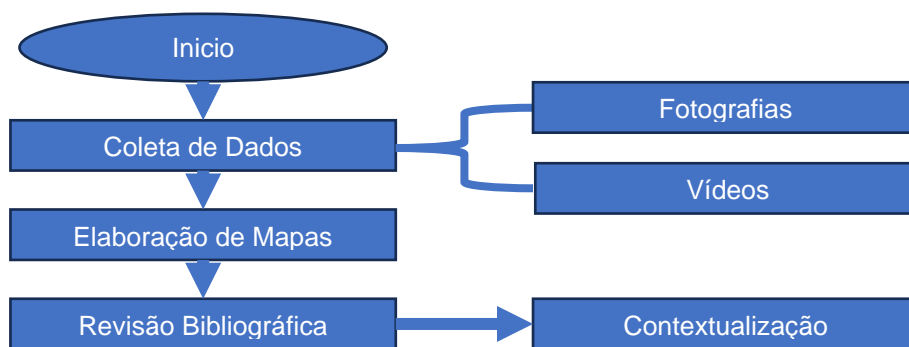 Inicio
Coleta de Dados
Fotografias
Vídeos
Elaboração de Mapas
Revisão Bibliográfica
Contextualização